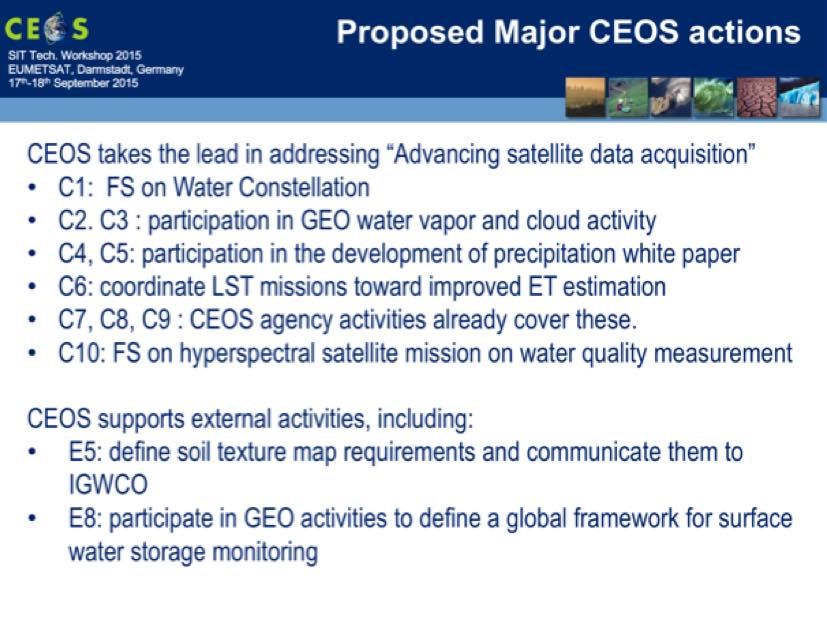 CEOS
SIT Tech. Workshop 2015
EUMETSAT, Darmstadt, Germany
17th-18th September 2015
Proposed Major CEOS actions
CEOS takes the lead in addressing “Advancing satellite data acquisition”
• C1: FS on Water Constellation
• C2. C3 : participation in GEO water vapor and cloud activity
• C4, C5: participation in the development of precipitation white paper
• C6: coordinate LST missions toward improved ET estimation
• C7, C8, C9 : CEOS agency activities already cover these.
• C10: FS on hyperspectral satellite mission on water quality measurement
CEOS supports external activities, including:
• E5: define soil texture map requirements and communicate them to
IGWCO
• E8: participate in GEO activities to define a global framework for surface
water storage monitoring